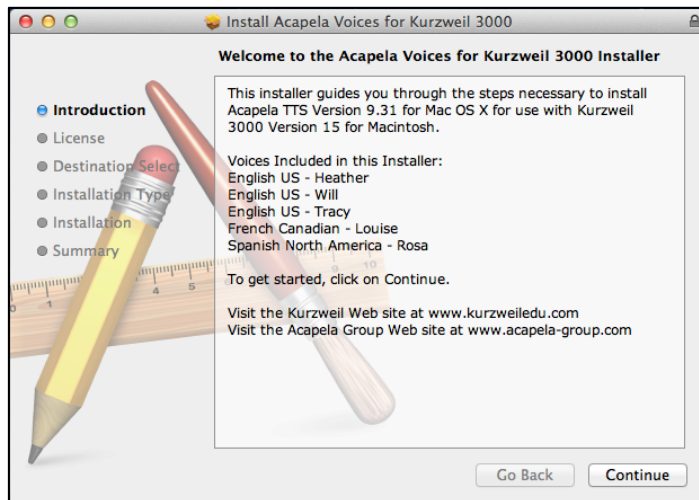 Install Acapela Voices for Kurzweil 3000
Welcome to the Acapela Voices for Kurzweil 3000 Installer
Introduction
License
Destination Select
Installation Type
Installation
Summary
This installer guides you through the steps necessary to install
Acapela TTS Version 9.31 for Mac OS X for use with Kurzweil
3000 Version 15 for Macintosh.
Voices Included in this Installer:
English US - Heather
English US - Will
English US - Tracy
French Canadian - Louise
Spanish North America - Rosa
To get started, click on Continue.
Visit the Kurzweil Web site at www.kurzweiledu.com
Visit the Acapela Group Web site at www.acapela-group.com
0 1 4 5 10
Go Back
Continue